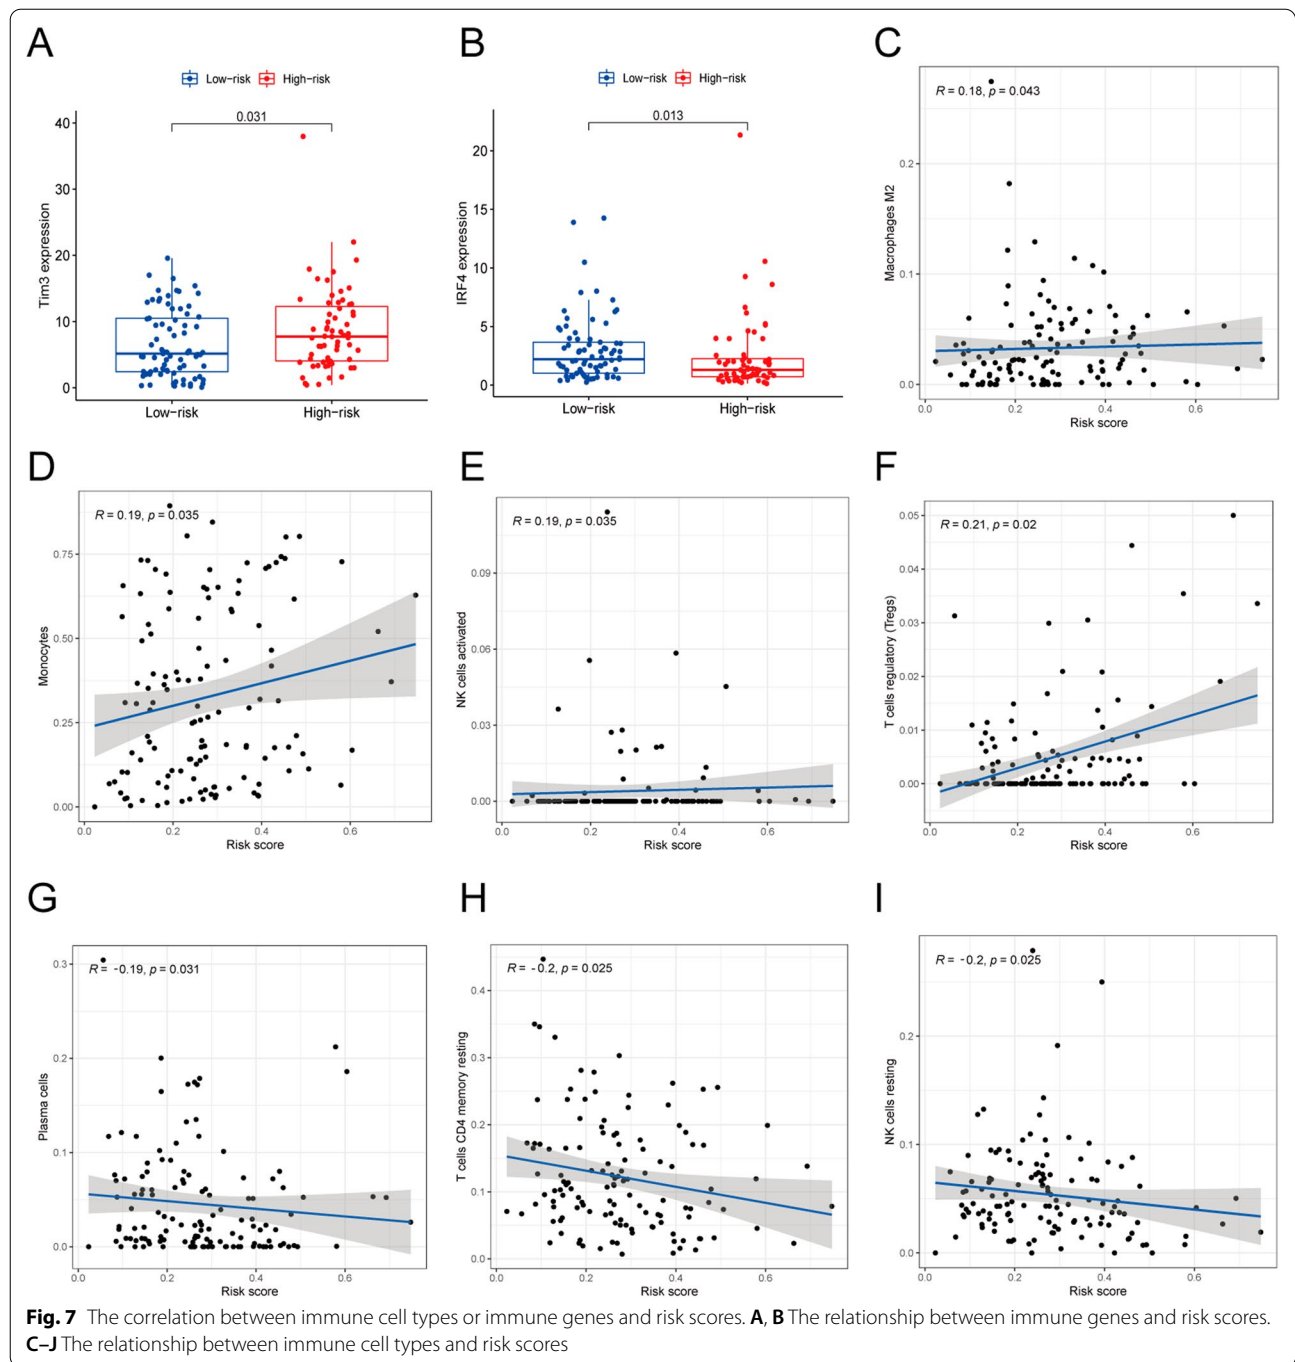 A
Low-risk High-risk
0.031
40
30
20
10
0
Tim3 expression
Low-risk High-risk
B
Low-risk High-risk
0.013
20
15
10
5
0
IRF4 expression
Low-risk High-risk
C
R = 0.18, p = 0.043
0.2
0.1
0.0
Macrophages M2
0.0 0.2 0.4 0.6
Risk score
D
R = 0.19, p = 0.035
0.75
0.50
0.25
0.00
Monocytes
0.0 0.2 0.4 0.6
Risk score
E
R = 0.19, p = 0.035
0.09
0.06
0.03
0.00
NK cells activated
0.0 0.2 0.4 0.6
Risk score
F
R = 0.21, p = 0.02
0.05
0.04
0.03
0.02
0.01
0.00
T cells regulatory (Tregs)
0.0 0.2 0.4 0.6
Risk score
G
R = -0.19, p = 0.031
0.3
0.2
0.1
0.0
Plasma cells
0.0 0.2 0.4 0.6
Risk score
H
R = -0.2, p = 0.025
0.4
0.3
0.2
0.1
0.0
T cells CD4 memory resting
0.0 0.2 0.4 0.6
Risk score
I
R = -0.2, p = 0.025
0.2
0.1
0.0
NK cells resting
0.0 0.2 0.4 0.6
Risk score
Fig. 7 The correlation between immune cell types or immune genes and risk scores. A, B The relationship between immune genes and risk scores.
C–J The relationship between immune cell types and risk scores